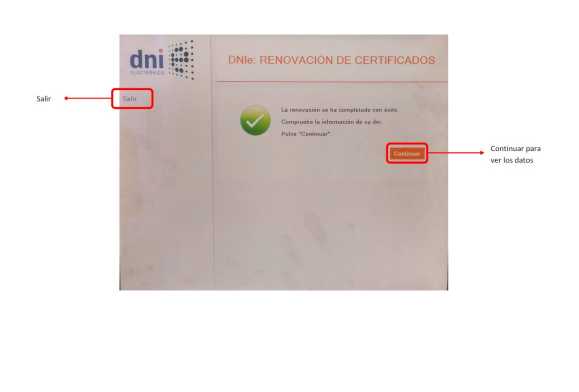 dni
ELECTRÓNICO
DNIe: RENOVACIÓN DE CERTIFICADOS
Salir
Salir
La renovación se ha completado con éxito.
Compruebe la información de su dni.
Pulse "Continuar".
Continuar
Continuar para
ver los datos